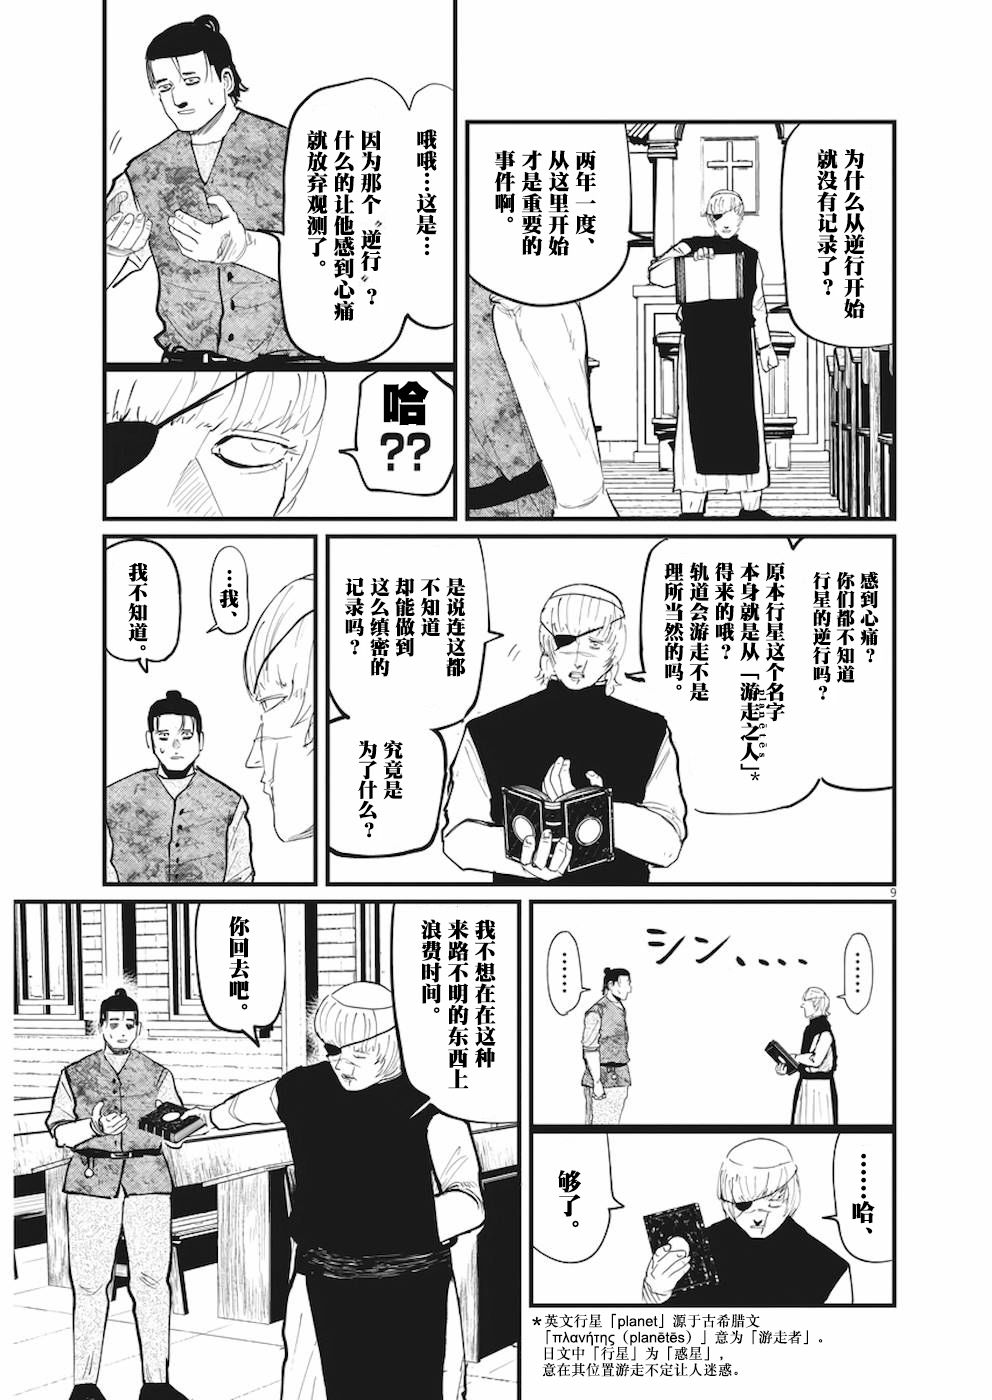 为什么从逆行开始
就没有记录了？
两年一度、
从这里开始
才是重要的
事件啊。
哦哦…这是…
因为那个“逆行”？
什么的让他感到心痛
就放弃观测了。
哈
??
感到心痛？
你们都不知道
行星的逆行吗？
原本行星这个名字
本身就是从「游走之人」*
planētēs
得来的哦？
轨道会游走不是
理所当然的吗。
是说连这都
不知道
却能做到
这么缜密的
记录吗？
究竟是
为了什么？
…我、
我不知道。
9
………
シン、、、、
………
……哈、
够了。
我不想在在这种
来路不明的东西上
浪费时间。
你回去吧。
*英文行星「planet」源于古希腊文
「πλανήτης（planētēs）」意为「游走者」。
日文中「行星」为「惑星」，
意在其位置游走不定让人迷惑。